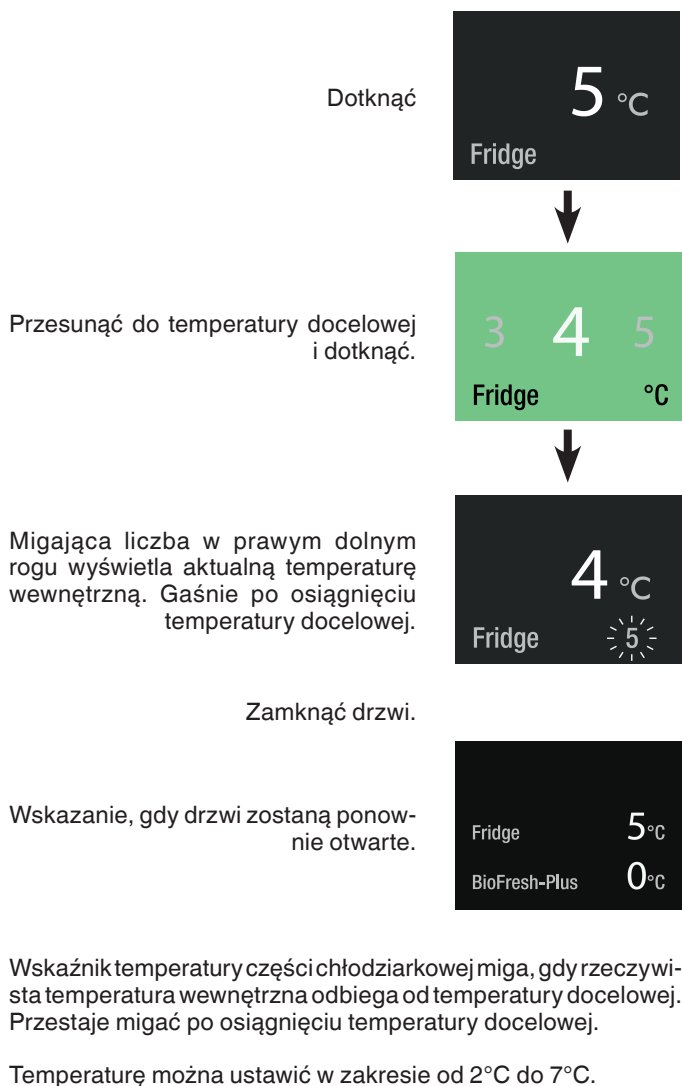 5 °C
Dotknąć
Fridge
Przesunąć do temperatury docelowej
i dotknąć.
3 4 5
Fridge °C
Migająca liczba w prawym dolnym
rogu wyświetla aktualną temperaturę
wewnętrzną. Gaśnie po osiągnięciu
temperatury docelowej.
4 °C
Fridge 5
Zamknąć drzwi.
Wskazanie, gdy drzwi zostaną ponow-
nie otwarte.
Fridge 5°C
BioFresh-Plus 0°C
Wskaźnik temperatury części chłodziarkowej miga, gdy rzeczywi-
sta temperatura wewnętrzna odbiega od temperatury docelowej.
Przestaje migać po osiągnięciu temperatury docelowej.
Temperaturę można ustawić w zakresie od 2°C do 7°C.